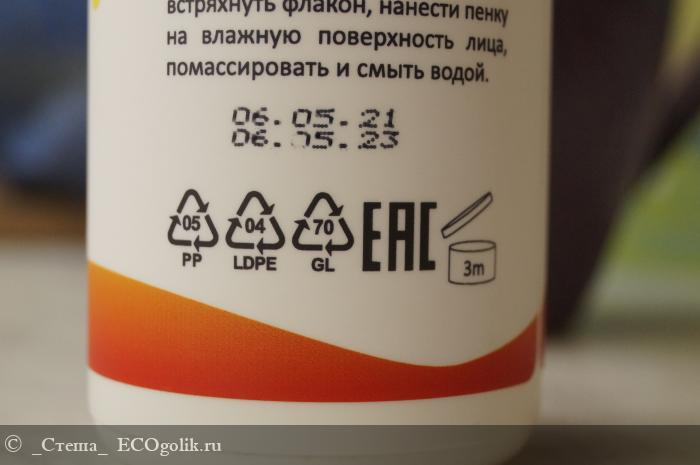 встряхнуть флакон, нанести пенку
на влажную поверхность лица,
помассировать и смыть водой.
06.05.21
06.05.23
05 04 70 EAC
PP LDPE GL 3m
© _Стеша_ ECOgolik.ru